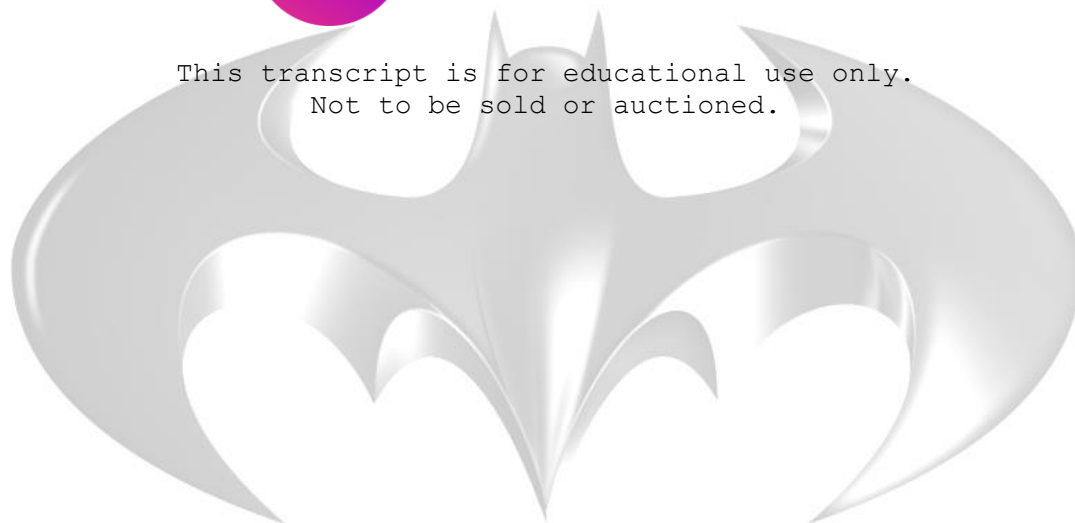 This transcript is for educational use only.
Not to be sold or auctioned.